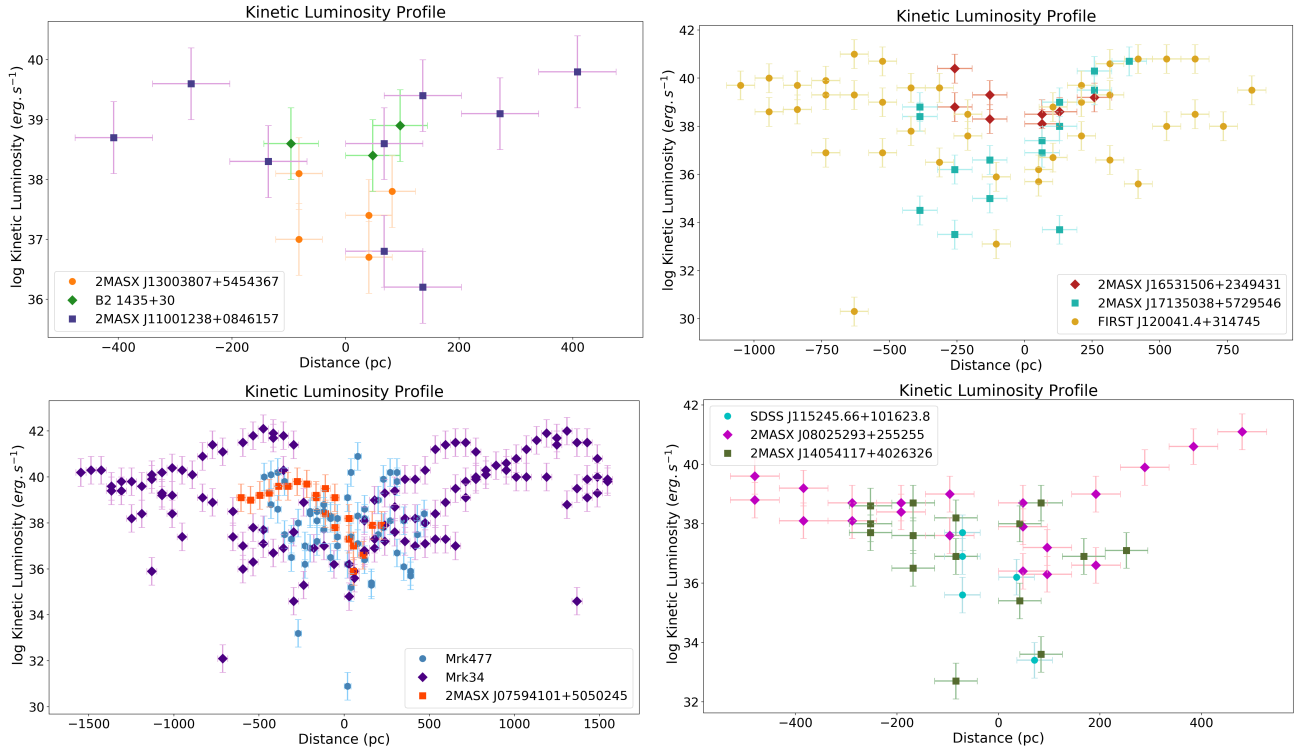 Kinetic Luminosity Profile
log Kinetic Luminosity (erg. s⁻¹)
40
39
38
37
36
2MASX J13003807+5454367
B2 1435+30
2MASX J11001238+0846157
−400 −200 0 200 400
Distance (pc)
Kinetic Luminosity Profile
log Kinetic Luminosity (erg. s⁻¹)
42
40
38
36
34
32
30
2MASX J16531506+2349431
2MASX J17135038+5729546
FIRST J120041.4+314745
−1000 −750 −500 −250 0 250 500 750
Distance (pc)
Kinetic Luminosity Profile
log Kinetic Luminosity (erg. s⁻¹)
42
40
38
36
34
32
30
Mrk477
Mrk34
2MASX J07594101+5050245
−1500 −1000 −500 0 500 1000 1500
Distance (pc)
Kinetic Luminosity Profile
log Kinetic Luminosity (erg. s⁻¹)
42
40
38
36
34
32
SDSS J115245.66+101623.8
2MASX J08025293+255255
2MASX J14054117+4026326
−400 −200 0 200 400
Distance (pc)